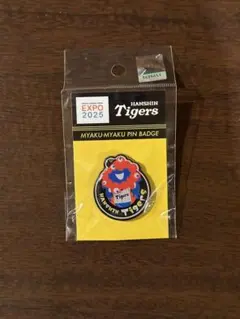 EXPO
2025
HANSHIN
Tigers
MYAKU-MYAKU PIN BADGE
Tigers
HANSHIN Tigers